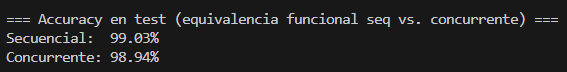 === Accuracy en test (equivalencia funcional seq vs. concurrente) ===
Secuencial:  99.03%
Concurrente: 98.94%